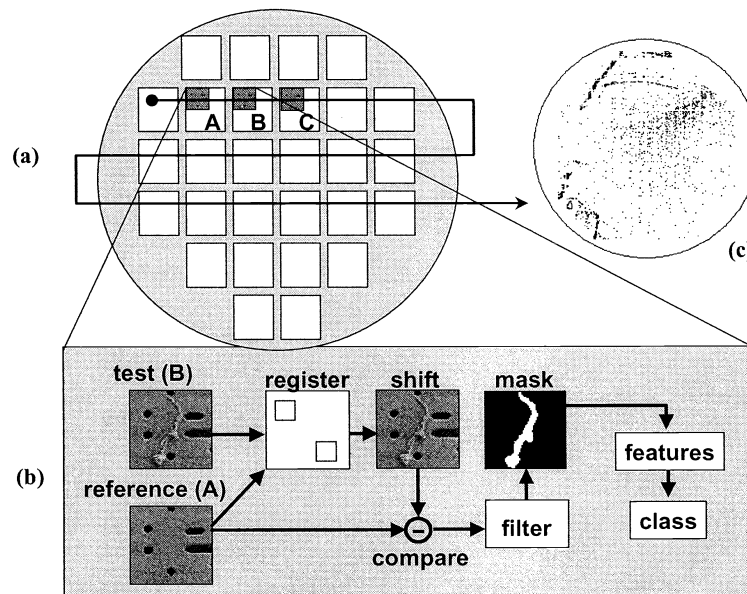 (a)
A B C
(c)
(b)
test (B)
register
shift
mask
features
reference (A)
compare
filter
class